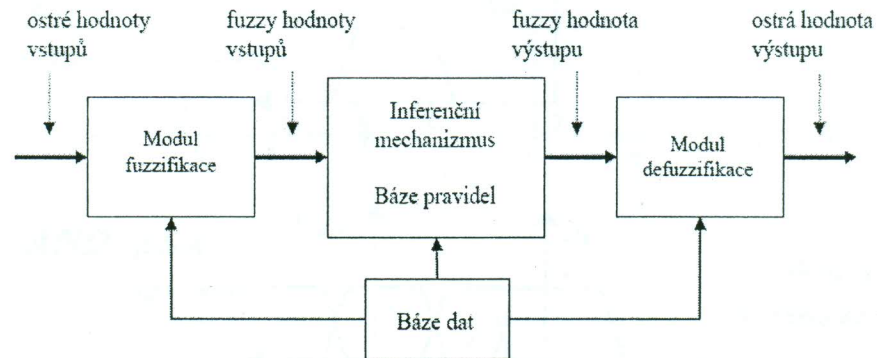 ostré hodnoty
vstupů
fuzzy hodnoty
vstupů
fuzzy hodnota
výstupu
ostrá hodnota
výstupu
Modul
fuzzifikace
Inferenční
mechanizmus
Báze pravidel
Modul
defuzzifikace
Báze dat